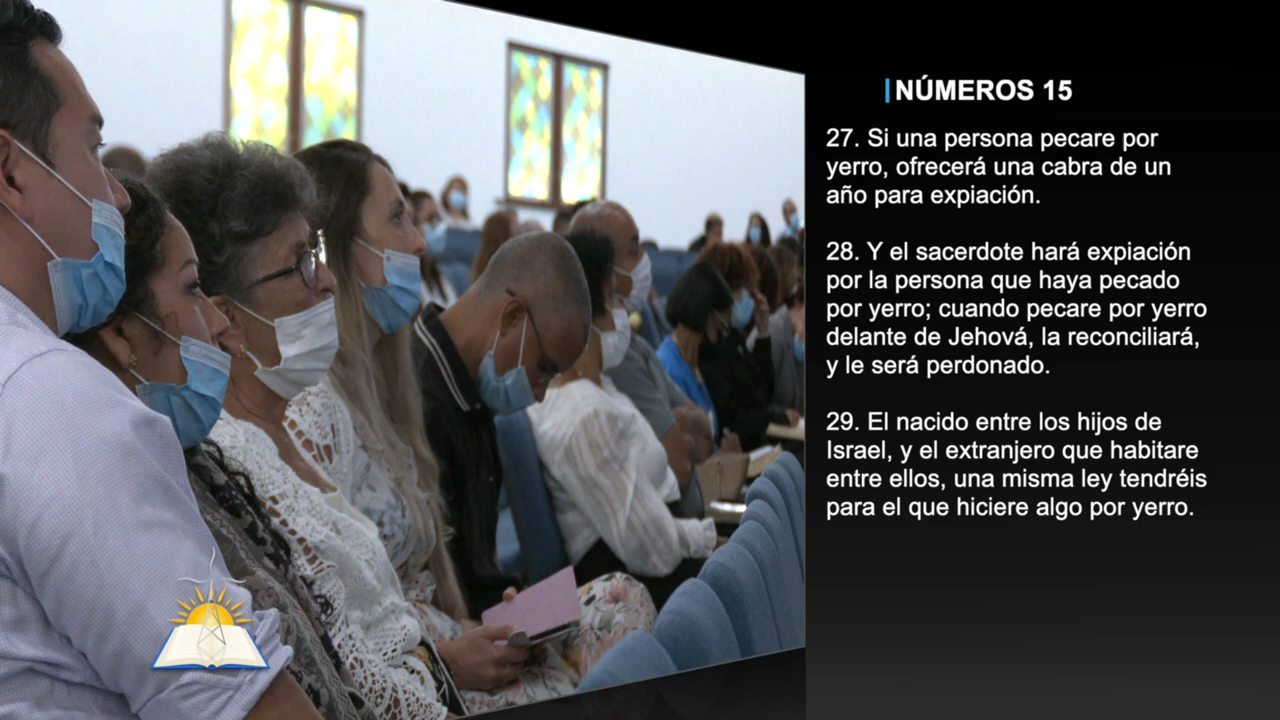 NÚMEROS 15
27. Si una persona pecare por
yerro, ofrecerá una cabra de un
año para expiación.
28. Y el sacerdote hará expiación
por la persona que haya pecado
por yerro; cuando pecare por yerro
delante de Jehová, la reconciliará,
y le será perdonado.
29. El nacido entre los hijos de
Israel, y el extranjero que habitare
entre ellos, una misma ley tendréis
para el que hiciere algo por yerro.